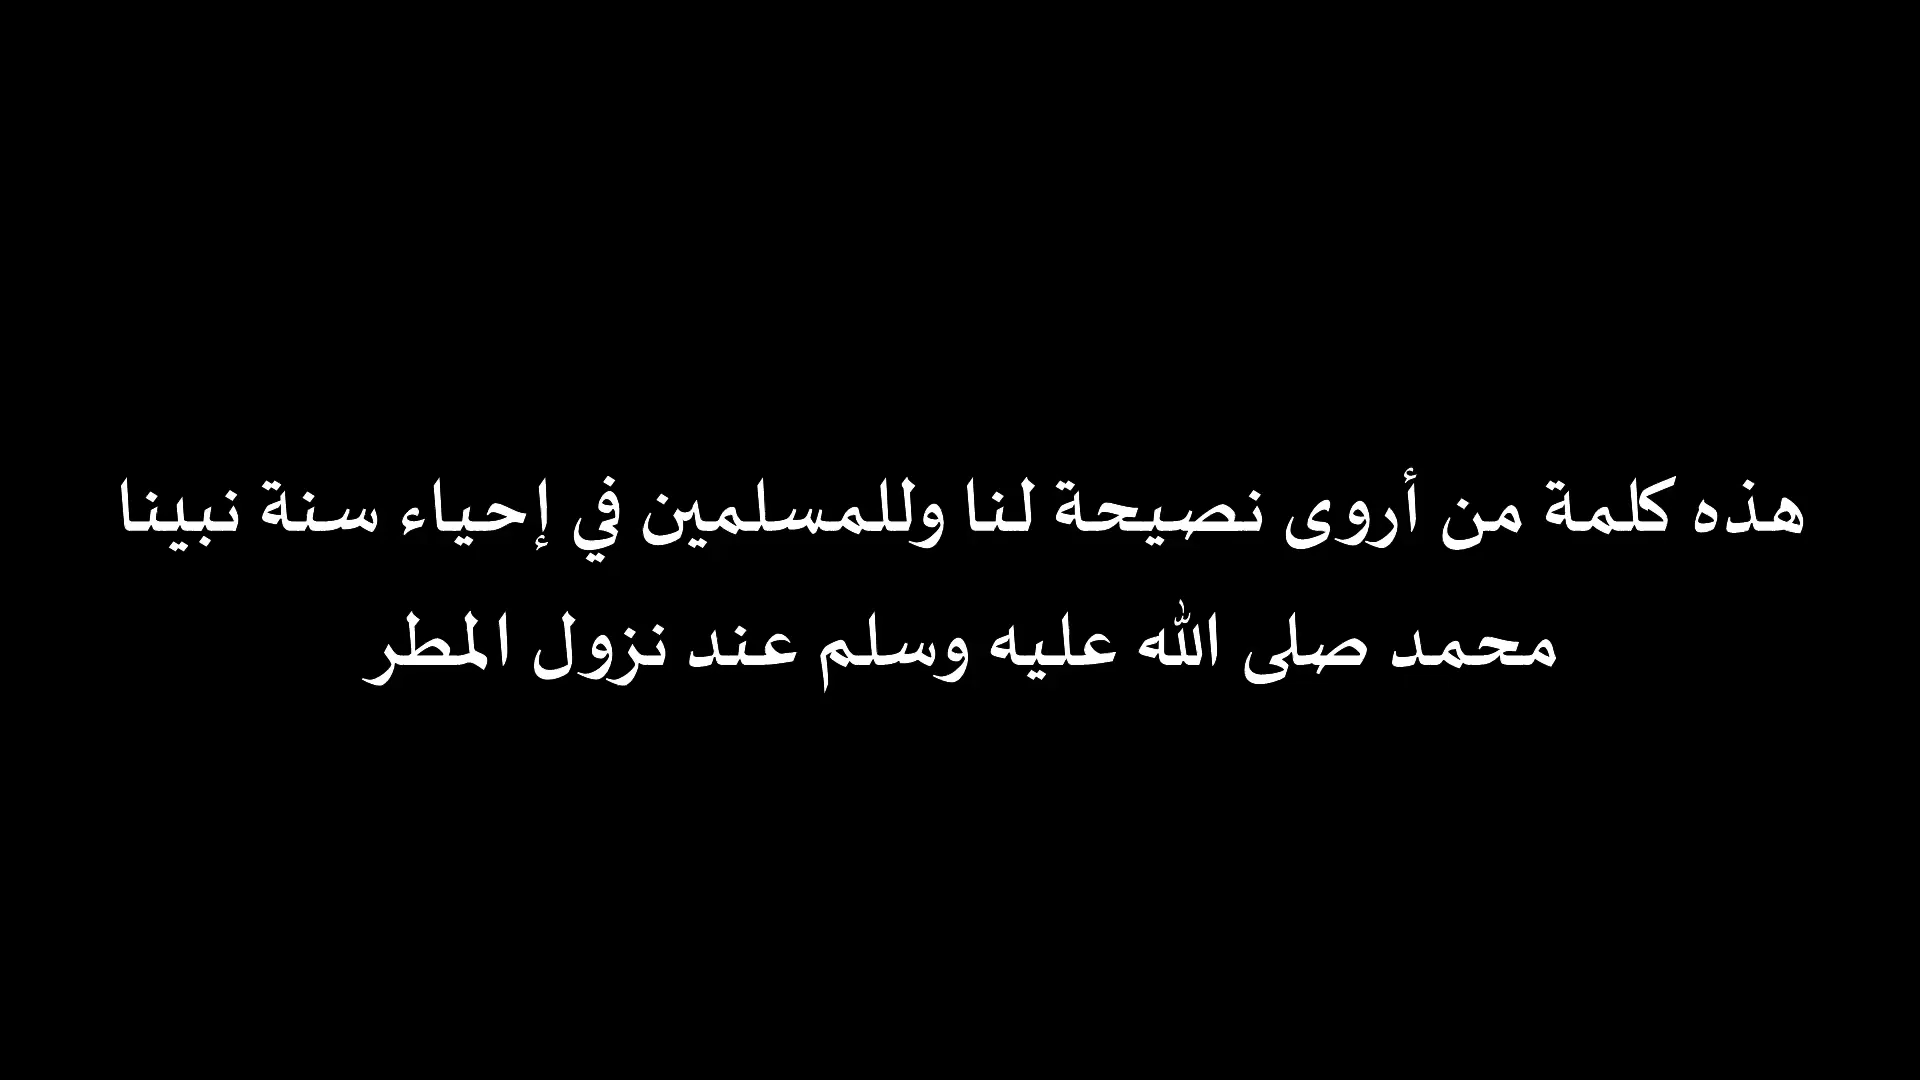 هذه كلمة من أروى نصيحة لنا وللمسلمين في إحياء سنة نبينا
محمد صلى الله عليه وسلم عند نزول المطر